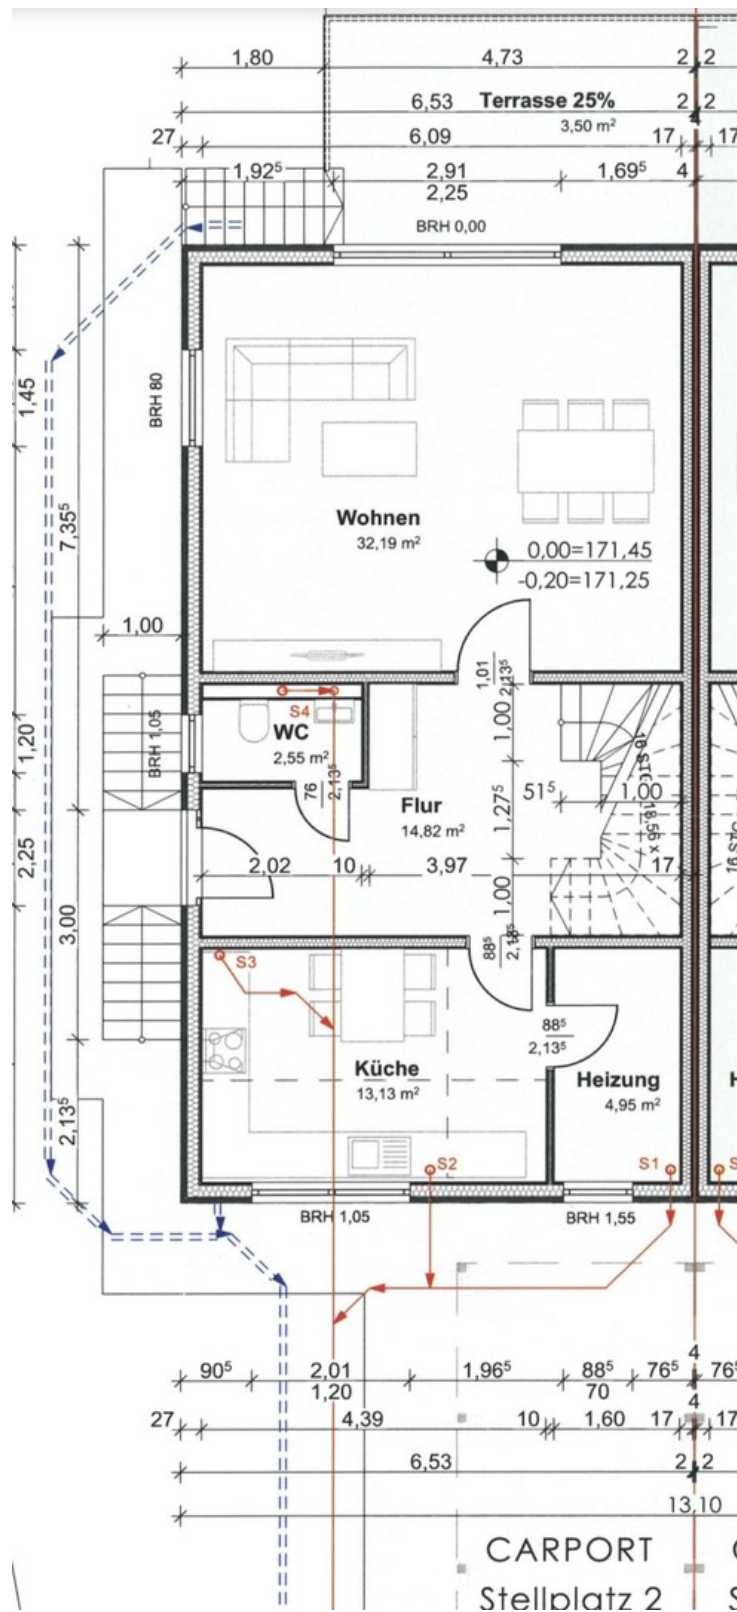 1,80 4,73 2 2
6,53 Terrasse 25% 2 2
3,50 m² 4
27 6,09 17 17
1,92⁵ 2,91 1,69⁵ 4
2,25
BRH 0,00
1,45
BRH 80
7,35⁵
Wohnen
32,19 m²
0,00=171,45
-0,20=171,25
1,00
1,01
2,13⁵
S4
WC
2,55 m²
BRH 1,05
1,20
76
2,13⁵
1,00
Flur
14,82 m²
1,27⁵
51⁵ 1,00
2,25
2,02 10 3,97 17
3,00
1,00
88⁵
2,13⁵
S3
Küche
13,13 m²
88⁵
2,13⁵
Heizung
4,95 m²
H
2,13⁵
S2 S1 S
BRH 1,05 BRH 1,55
4
90⁵ 2,01 1,96⁵ 88⁵ 76⁵ 76⁵
1,20 70 4
27 4,39 10 1,60 17 17
6,53 2 2
13,10
CARPORT
Stellplatz 2